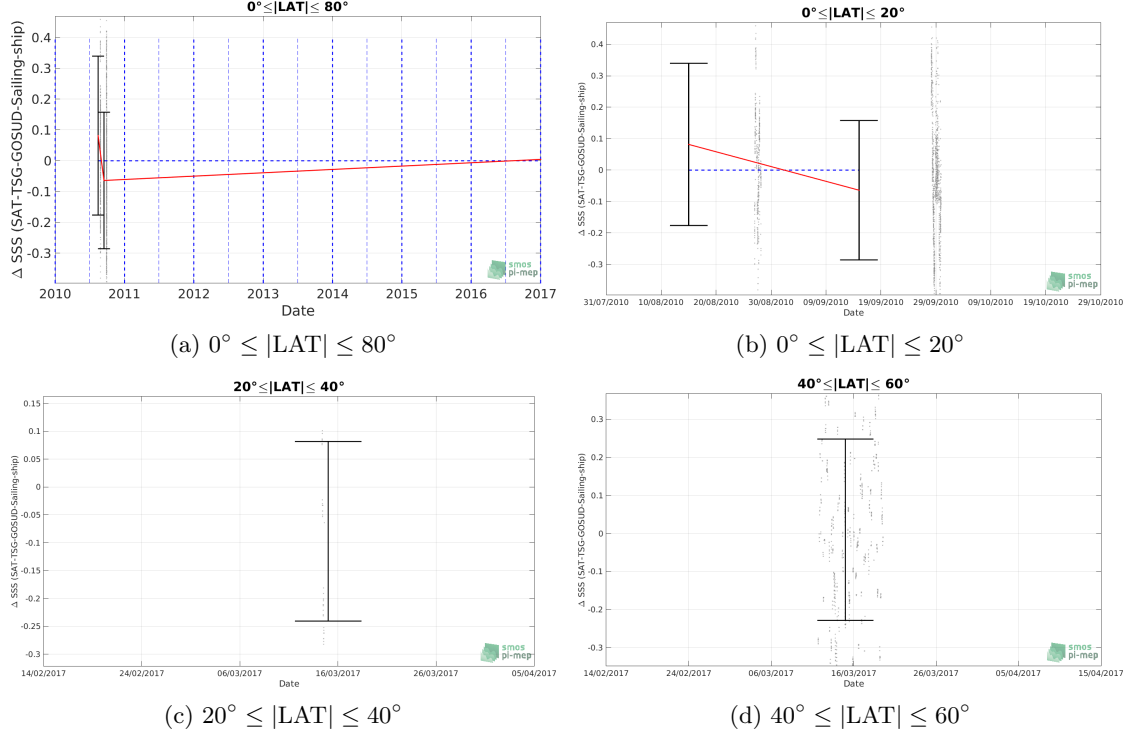 0°≤|LAT|≤ 80°
Δ SSS (SAT-TSG-GOSUD-Sailing-ship)
0.4
0.3
0.2
0.1
0
-0.1
-0.2
-0.3
2010 2011 2012 2013 2014 2015 2016 2017
Date
smos
pi-mep
(a) 0° ≤ |LAT| ≤ 80°
0°≤|LAT|≤ 20°
Δ SSS (SAT-TSG-GOSUD-Sailing-ship)
0.4
0.3
0.2
0.1
0
-0.1
-0.2
-0.3
31/07/2010 10/08/2010 20/08/2010 30/08/2010 09/09/2010 19/09/2010 29/09/2010 09/10/2010 19/10/2010 29/10/2010
Date
smos
pi-mep
(b) 0° ≤ |LAT| ≤ 20°
20°≤|LAT|≤ 40°
Δ SSS (SAT-TSG-GOSUD-Sailing-ship)
0.15
0.1
0.05
0
-0.05
-0.1
-0.15
-0.2
-0.25
-0.3
14/02/2017 24/02/2017 06/03/2017 16/03/2017 26/03/2017 05/04/2017
Date
smos
pi-mep
(c) 20° ≤ |LAT| ≤ 40°
40°≤|LAT|≤ 60°
Δ SSS (SAT-TSG-GOSUD-Sailing-ship)
0.3
0.2
0.1
0
-0.1
-0.2
-0.3
14/02/2017 24/02/2017 06/03/2017 16/03/2017 26/03/2017 05/04/2017 15/04/2017
Date
smos
pi-mep
(d) 40° ≤ |LAT| ≤ 60°